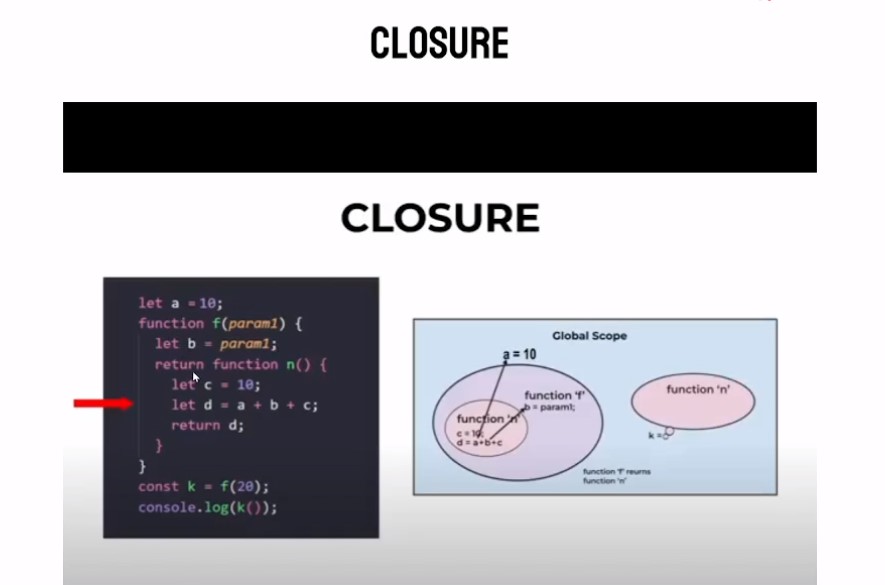 CLOSURE
CLOSURE
let a = 10;
function f(param1) {
let b = param1;
return function n() {
let c = 10;
let d = a + b + c;
return d;
}
}
const k = f(20);
console.log(k());
Global Scope
a = 10
function 'f'
b = param1;
function 'n'
c = 10;
d = a+b+c
function 'f' reurns
function 'n'
function 'n'
k =